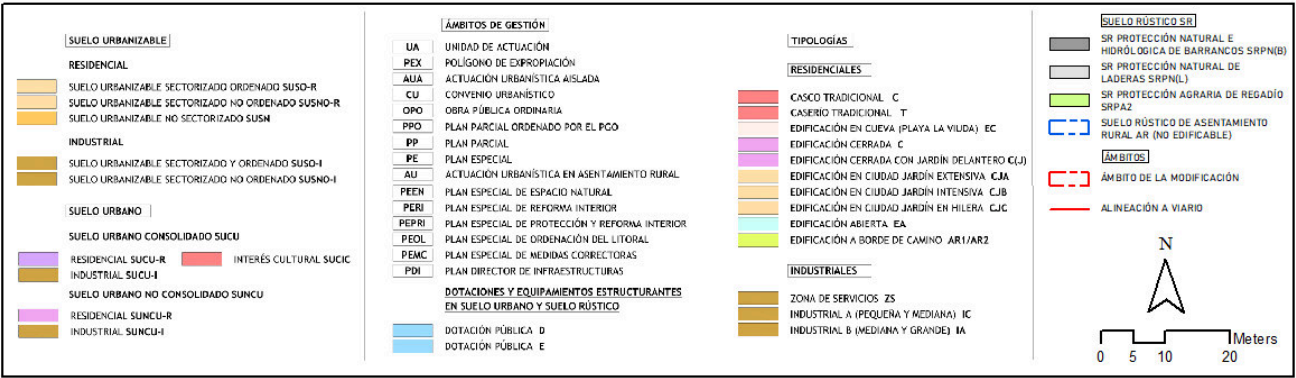 SUELO URBANIZABLE
RESIDENCIAL
SUELO URBANIZABLE SECTORIZADO ORDENADO SUSO-R
SUELO URBANIZABLE SECTORIZADO NO ORDENADO SUSNO-R
SUELO URBANIZABLE NO SECTORIZADO SUSN
INDUSTRIAL
SUELO URBANIZABLE SECTORIZADO Y ORDENADO SUSO-I
SUELO URBANIZABLE SECTORIZADO NO ORDENADO SUSNO-I
SUELO URBANO
SUELO URBANO CONSOLIDADO SUCU
RESIDENCIAL SUCU-R INTERÉS CULTURAL SUCIC
INDUSTRIAL SUCU-I
SUELO URBANO NO CONSOLIDADO SUNCU
RESIDENCIAL SUNCU-R
INDUSTRIAL SUNCU-I
ÁMBITOS DE GESTIÓN
UA UNIDAD DE ACTUACIÓN
PEX POLÍGONO DE EXPROPIACIÓN
AUA ACTUACIÓN URBANÍSTICA AISLADA
CU CONVENIO URBANÍSTICO
OPO OBRA PÚBLICA ORDINARIA
PPO PLAN PARCIAL ORDENADO POR EL PGO
PP PLAN PARCIAL
PE PLAN ESPECIAL
AU ACTUACIÓN URBANÍSTICA EN ASENTAMIENTO RURAL
PEEN PLAN ESPECIAL DE ESPACIO NATURAL
PERI PLAN ESPECIAL DE REFORMA INTERIOR
PEPRI PLAN ESPECIAL DE PROTECCIÓN Y REFORMA INTERIOR
PEOL PLAN ESPECIAL DE ORDENACIÓN DEL LITORAL
PEMC PLAN ESPECIAL DE MEDIDAS CORRECTORAS
PDI PLAN DIRECTOR DE INFRAESTRUCTURAS
DOTACIONES Y EQUIPAMIENTOS ESTRUCTURANTES
EN SUELO URBANO Y SUELO RÚSTICO
DOTACIÓN PÚBLICA D
DOTACIÓN PÚBLICA E
TIPOLOGÍAS
RESIDENCIALES
CASCO TRADICIONAL C
CASERIO TRADICIONAL T
EDIFICACIÓN EN CUEVA (PLAYA LA VIUDA) EC
EDIFICACIÓN CERRADA C
EDIFICACIÓN CERRADA CON JARDÍN DELANTERO C(J)
EDIFICACIÓN EN CIUDAD JARDÍN EXTENSIVA CJA
EDIFICACIÓN EN CIUDAD JARDÍN INTENSIVA CJB
EDIFICACIÓN EN CIUDAD JARDÍN EN HILERA CJC
EDIFICACIÓN ABIERTA EA
EDIFICACIÓN A BORDE DE CAMINO AR1/AR2
INDUSTRIALES
ZONA DE SERVICIOS ZS
INDUSTRIAL A (PEQUEÑA Y MEDIANA) IC
INDUSTRIAL B (MEDIANA Y GRANDE) IA
SUELO RÚSTICO SR
SR PROTECCIÓN NATURAL E
HIDRÓLOGICA DE BARRANCOS SRPN(B)
SR PROTECCIÓN NATURAL DE
LADERAS SRPN(L)
SR PROTECCIÓN AGRARIA DE REGADÍO
SRPA2
SUELO RÚSTICO DE ASENTAMIENTO
RURAL AR (NO EDIFICABLE)
ÁMBITOS
ÁMBITO DE LA MODIFICACIÓN
ALINEACIÓN A VIARIO
N
Meters
0 5 10 20